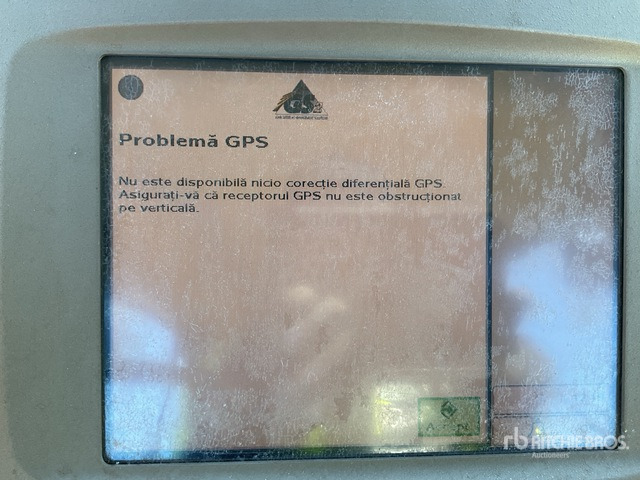 Problemă GPS
Nu este disponibilă nicio corecție diferențială GPS.
Asigurați-vă că receptorul GPS nu este obstrucționat
pe verticală.
rb RITCHIE BROS.
Auctioneers